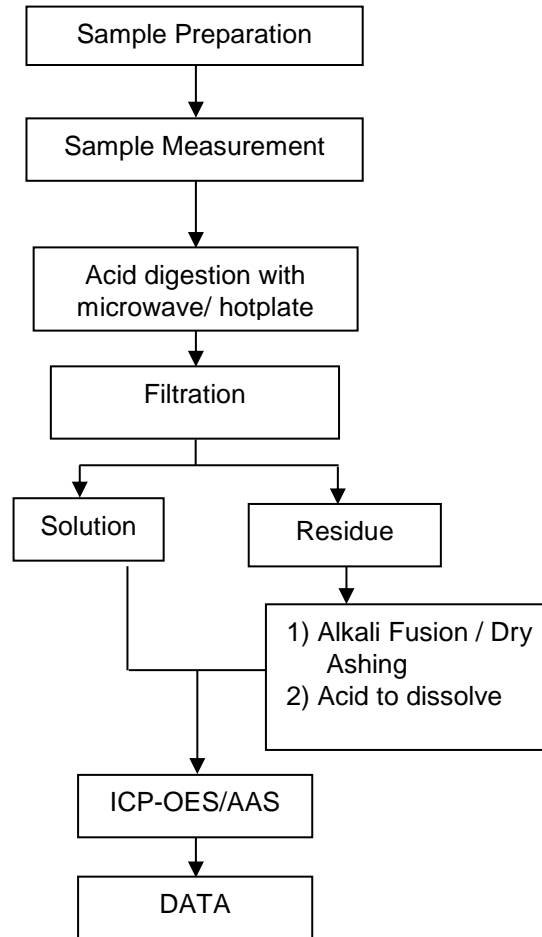 Sample Preparation
Sample Measurement
Acid digestion with
microwave/ hotplate
Filtration
Solution
Residue
1) Alkali Fusion / Dry
Ashing
2) Acid to dissolve
ICP-OES/AAS
DATA